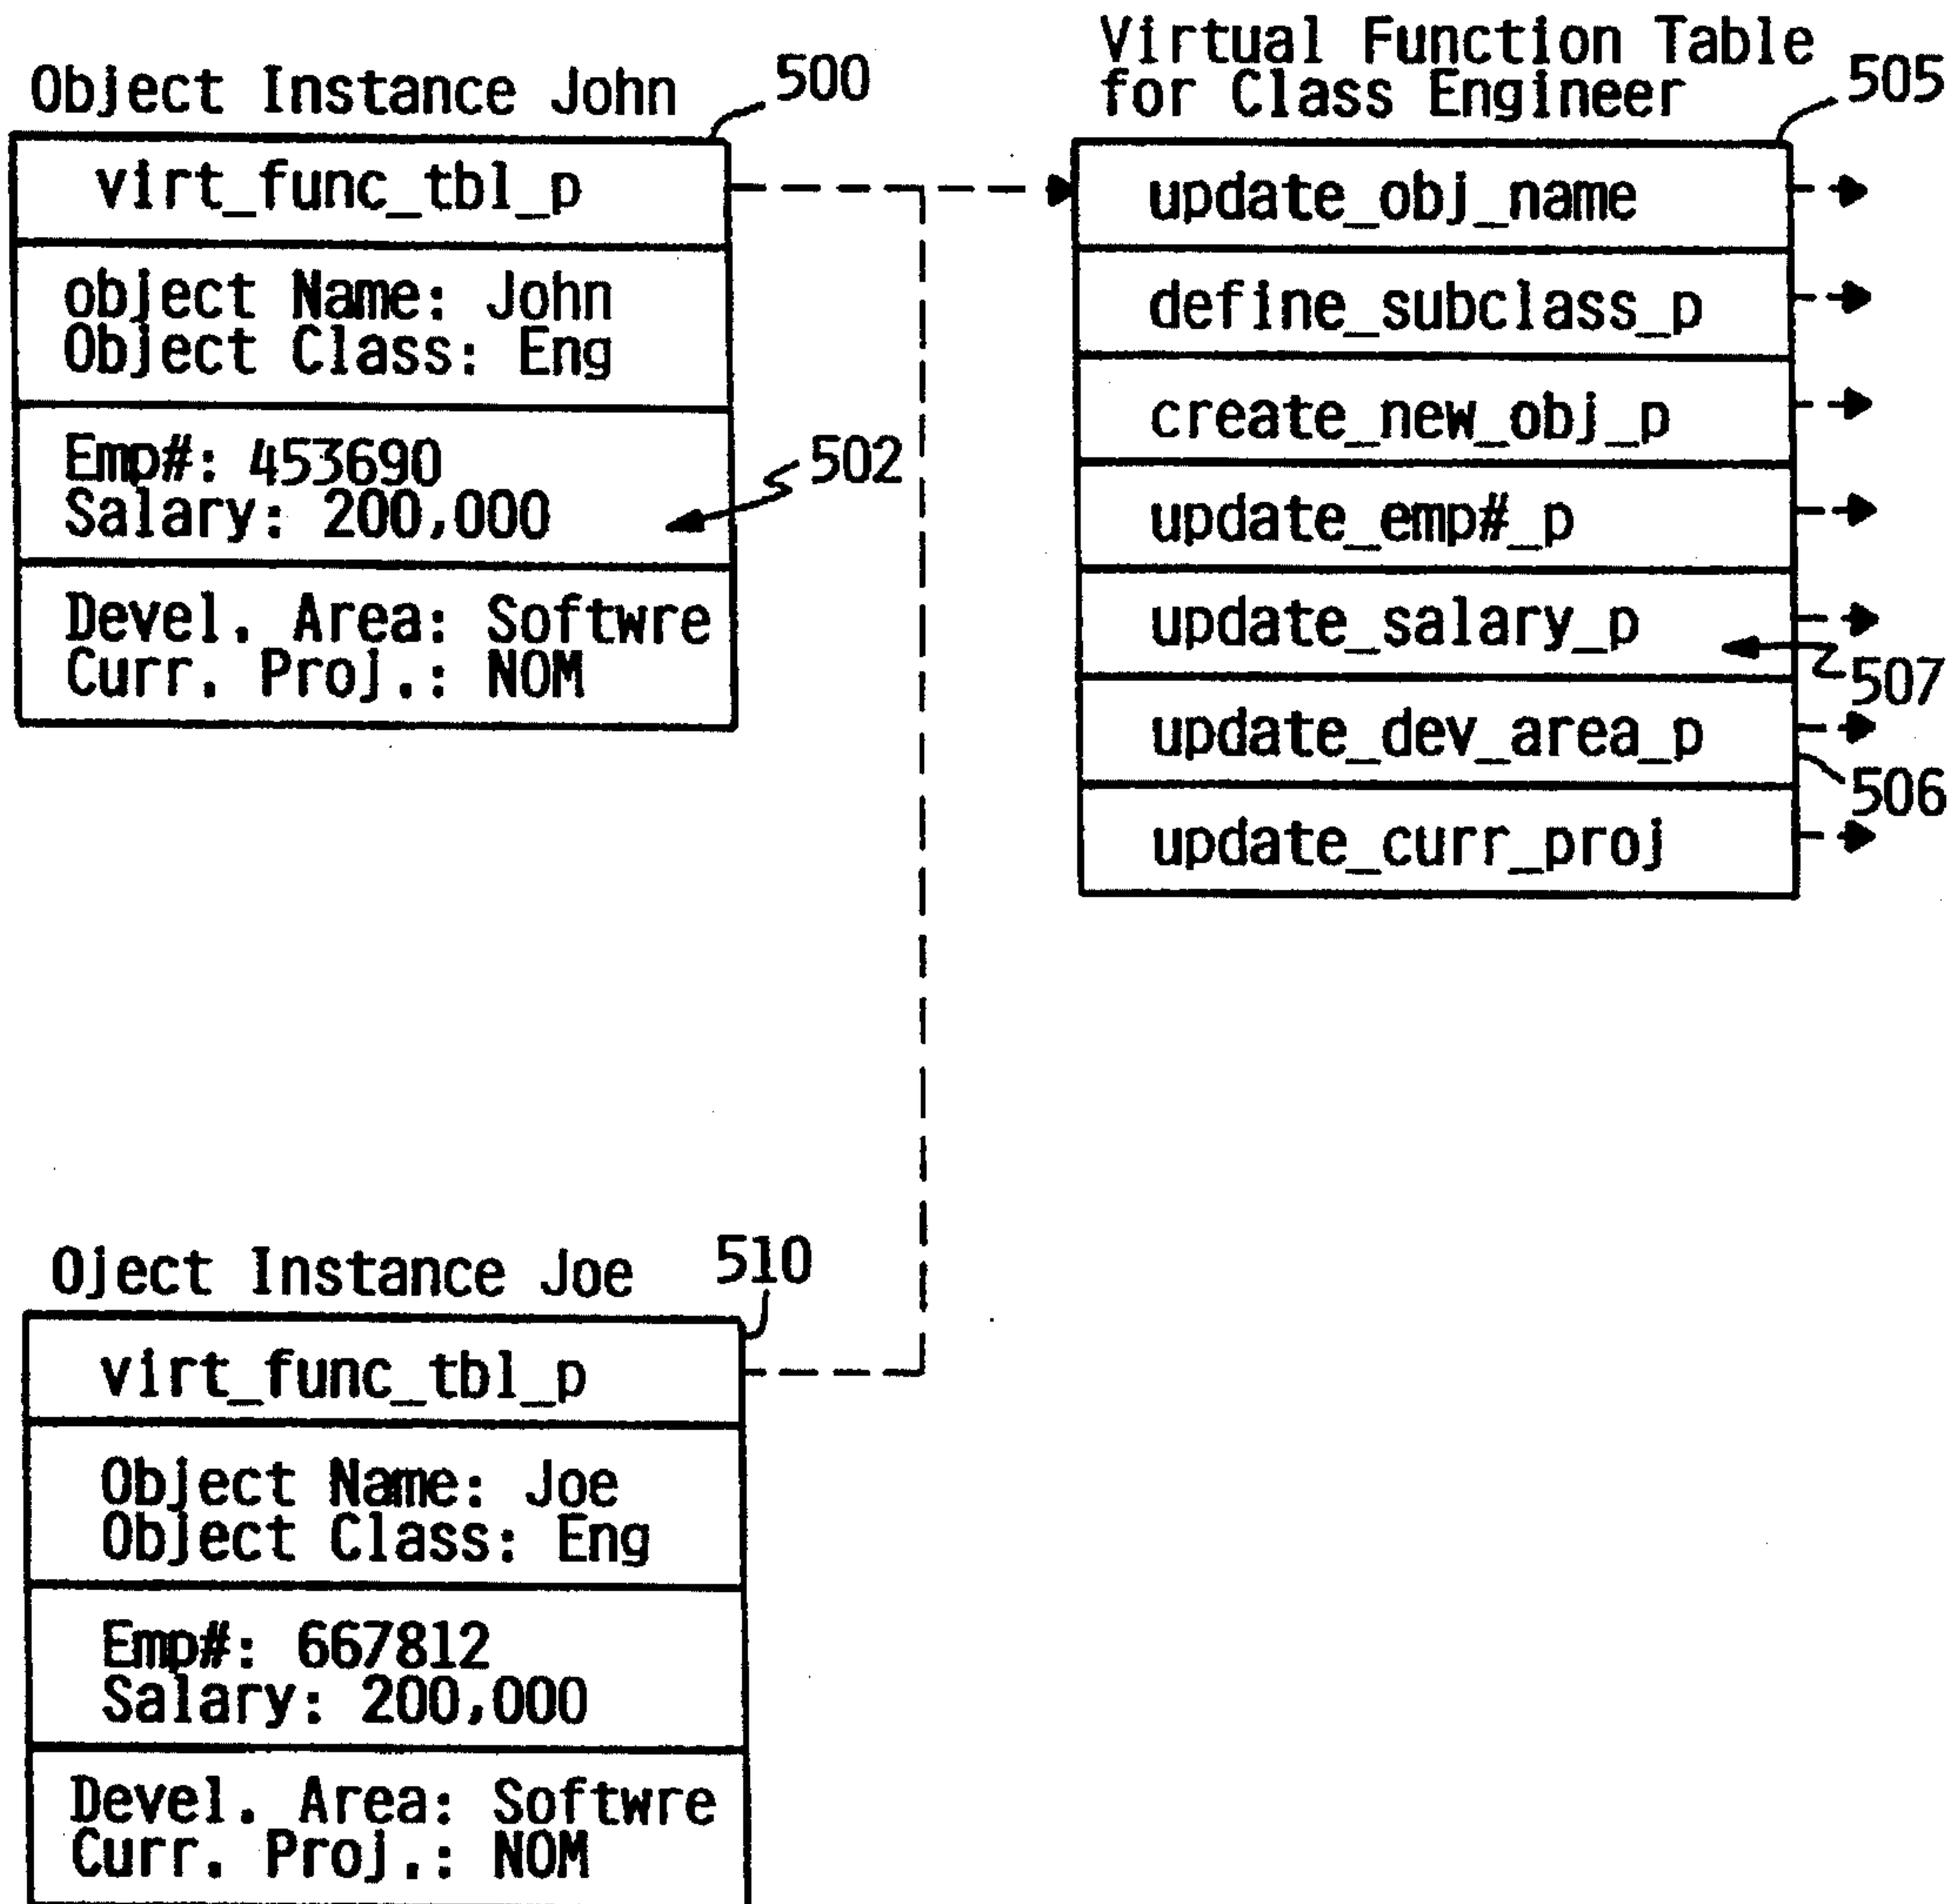 Object Instance John
500
virt_func_tbl_p
object Name: John
Object Class: Eng
Emp#: 453690
Salary: 200,000
502
Devel. Area: Softwre
Curr. Proj.: NOM
Virtual Function Table
for Class Engineer
505
update_obj_name
define_subclass_p
create_new_obj_p
update_emp#_p
update_salary_p
507
update_dev_area_p
506
update_curr_proj
Oject Instance Joe
510
virt_func_tbl_p
Object Name: Joe
Object Class: Eng
Emp#: 667812
Salary: 200,000
Devel. Area: Softwre
Curr. Proj.: NOM